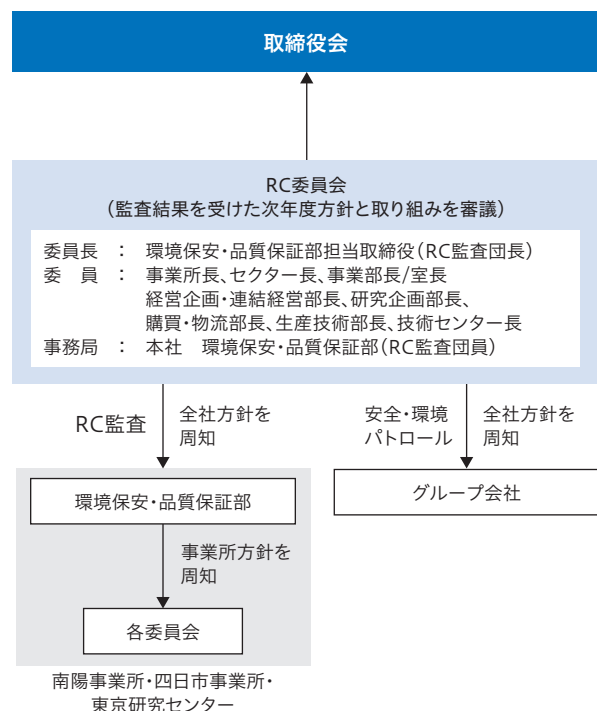 取締役会
RC委員会
(監査結果を受けた次年度方針と取り組みを審議)
委員長 : 環境保安・品質保証部担当取締役(RC監査団長)
委 員 : 事業所長、セクター長、事業部長/室長
経営企画・連結経営部長、研究企画部長、
購買・物流部長、生産技術部長、技術センター長
事務局 : 本社 環境保安・品質保証部(RC監査団員)
RC監査
全社方針を
周知
安全・環境
パトロール
全社方針を
周知
環境保安・品質保証部
グループ会社
事業所方針を
周知
各委員会
南陽事業所・四日市事業所・
東京研究センター